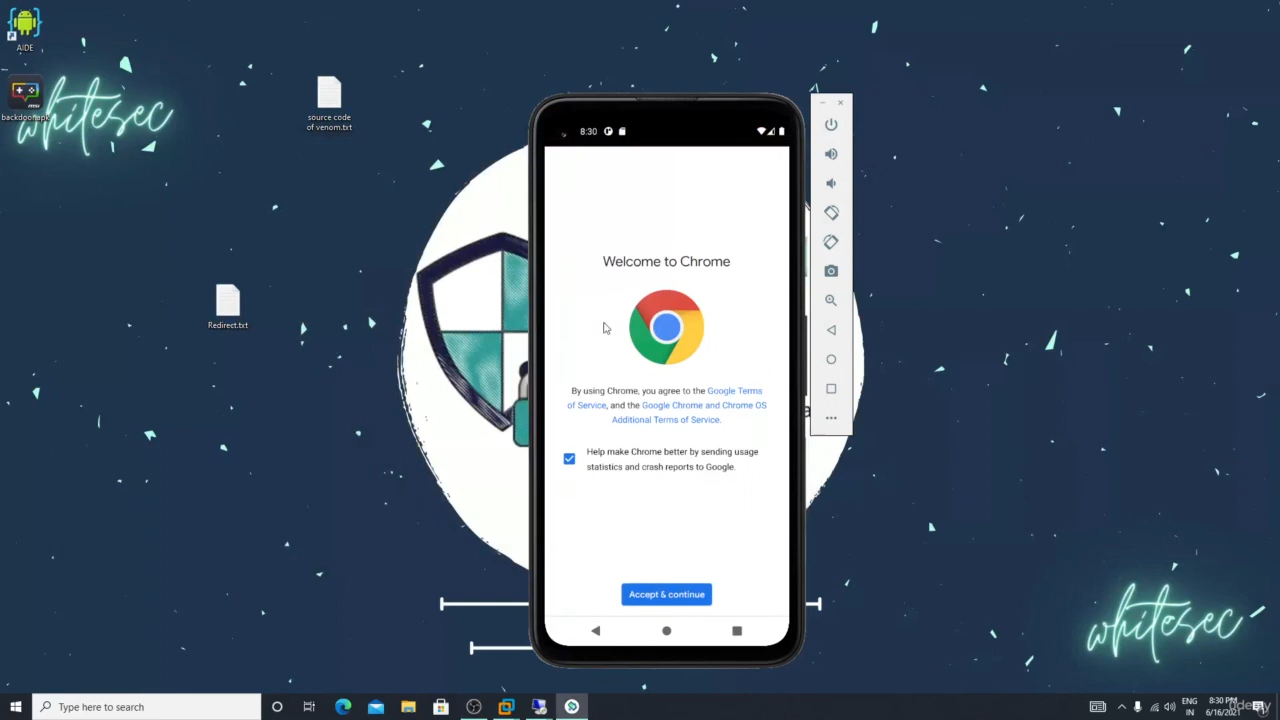 AIDE
backdoor.apk
whitesec
source code
of venom.txt
Redirect.txt
8:30
Welcome to Chrome
By using Chrome, you agree to the Google Terms
of Service, and the Google Chrome and Chrome OS
Additional Terms of Service.
Help make Chrome better by sending usage
statistics and crash reports to Google.
Accept & continue
whitesec
Type here to search
ENG
IN
8:30 PM
6/16/2021